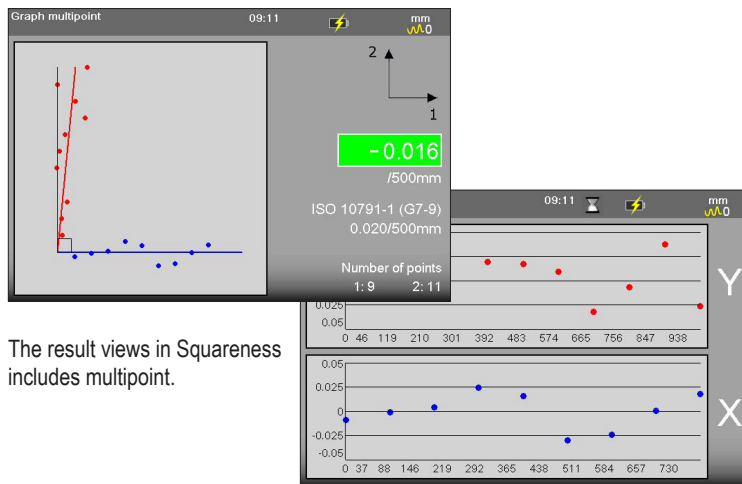 Graph multipoint 09:11 mm
0
2
1
-0.016
/500mm
ISO 10791-1 (G7-9)
0.020/500mm
Number of points
1: 9 2: 11
The result views in Squareness
includes multipoint.
09:11 mm
0
Y
0.025
0.05
0 46 119 210 301 392 483 574 665 756 847 938
0.05
0.025
0
-0.025
-0.05
X
0 37 88 146 219 292 365 438 511 584 657 730